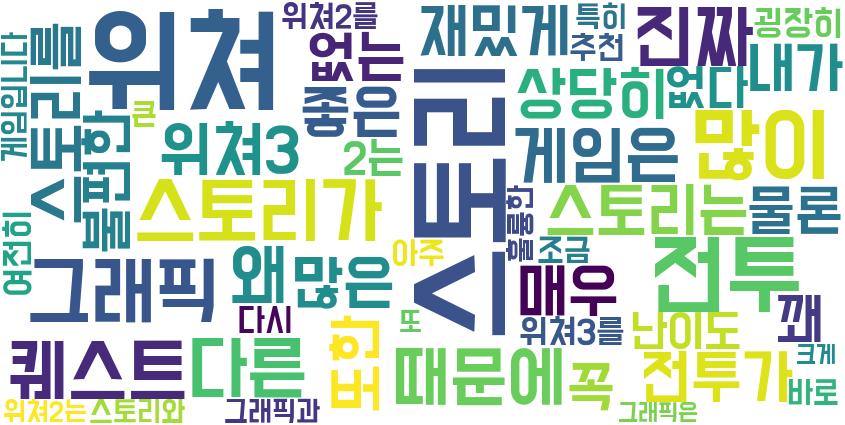 위쳐2를
특히
게임입니다
위쳐
없는
재밌게
추천
진짜
굉장히
스토리를
큰
좋은
스토리
상당히
없다
내가
불편한
위쳐3
2는
게임은
많이
스토리가
훌륭한
스토리는
물론
여전히
그래픽
왜
많은
아주
조금
매우
전투
꽤
다시
또
위쳐3를
난이도
크게
퀘스트
다른
또한
때문에
꼭
전투가
바로
위쳐2는
스토리와
그래픽과
그래픽은